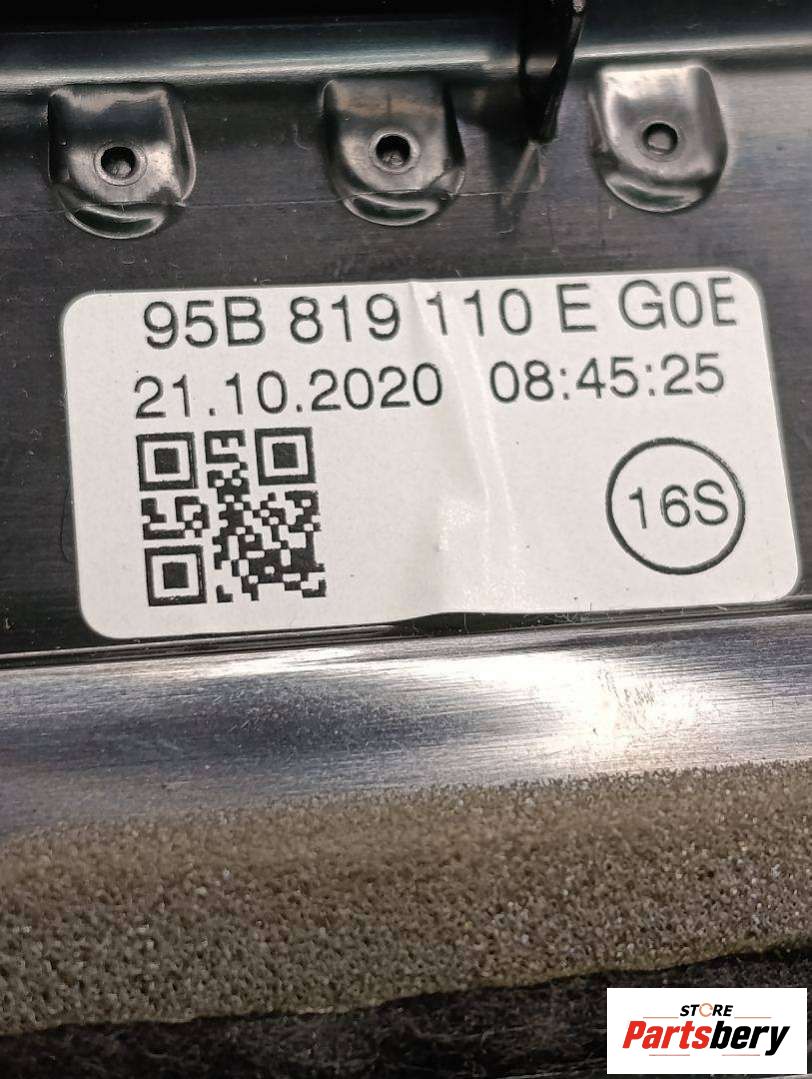 95B 819 110 E G0E
21.10.2020 08:45:25
16S
STORE
Partsbery